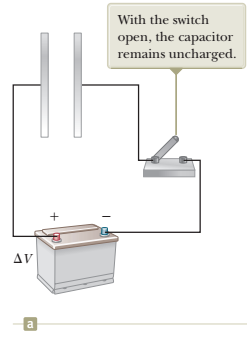 With the switch
open, the capacitor
remains uncharged.
+ −
ΔV
a